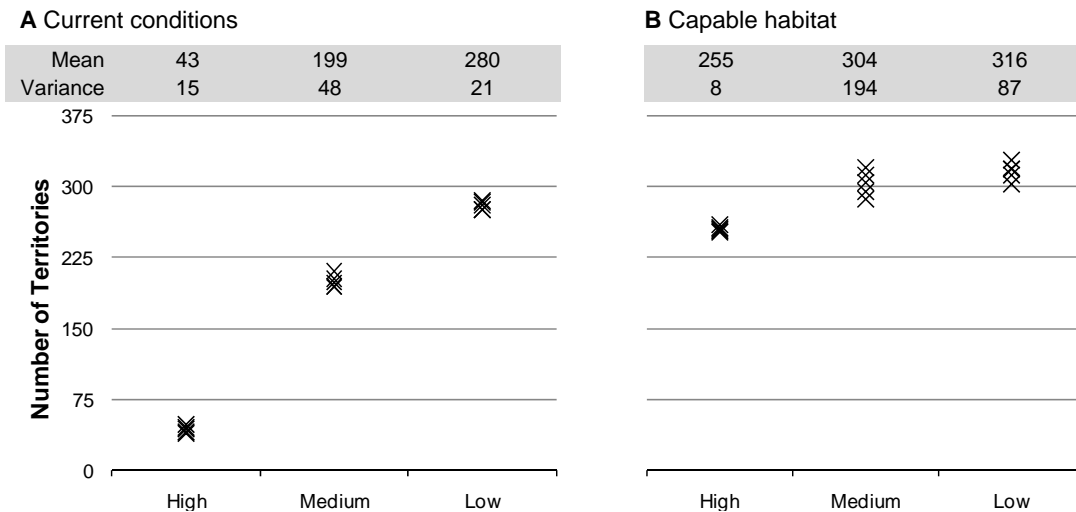 A Current conditions
Mean 43 199 280
Variance 15 48 21
375
300
225
150
75
0
Number of Territories
High Medium Low
B Capable habitat
255 304 316
8 194 87
High Medium Low